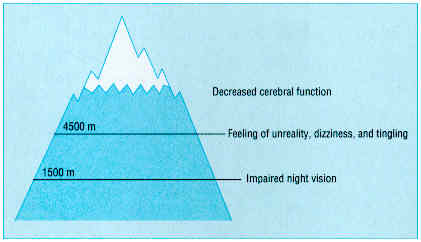 Decreased cerebral function
4500 m
Feeling of unreality, dizziness, and tingling
1500 m
Impaired night vision